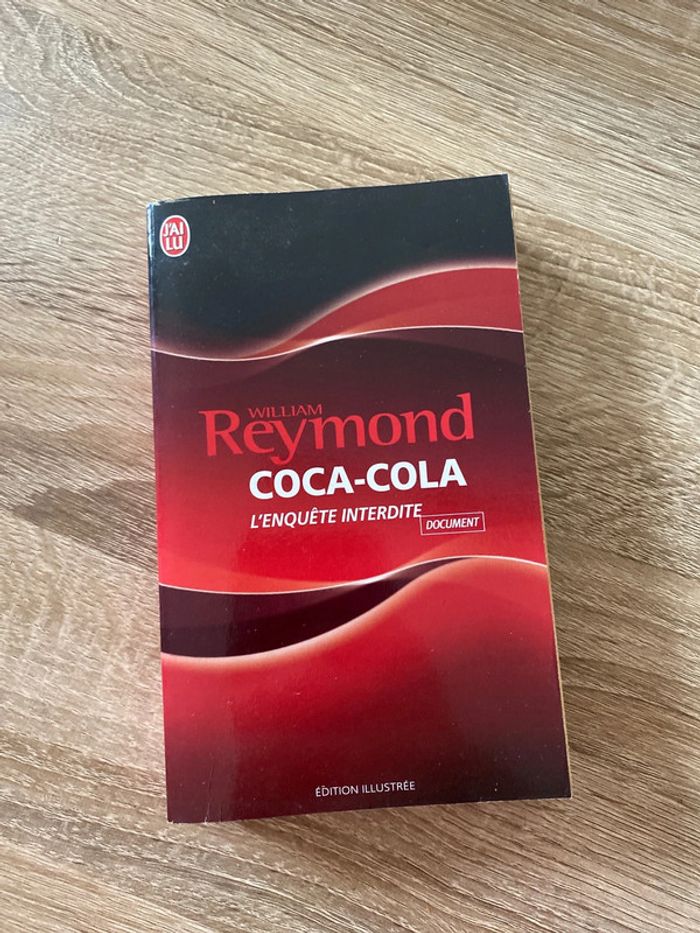 J'AI
LU
WILLIAM
Reymond
COCA-COLA
L'ENQUÊTE INTERDITE
DOCUMENT
ÉDITION ILLUSTRÉE